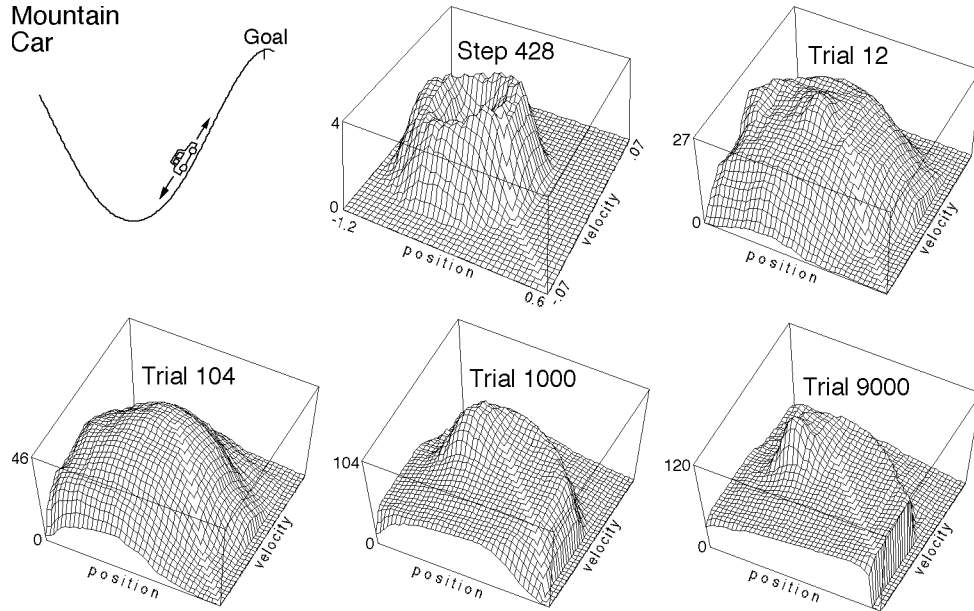 Mountain
Car
Goal
Step 428
4
0
-1.2
position
0.6
-.07
velocity
.07
Trial 12
27
0
position
velocity
Trial 104
46
0
position
velocity
Trial 1000
104
0
position
velocity
Trial 9000
120
0
position
velocity